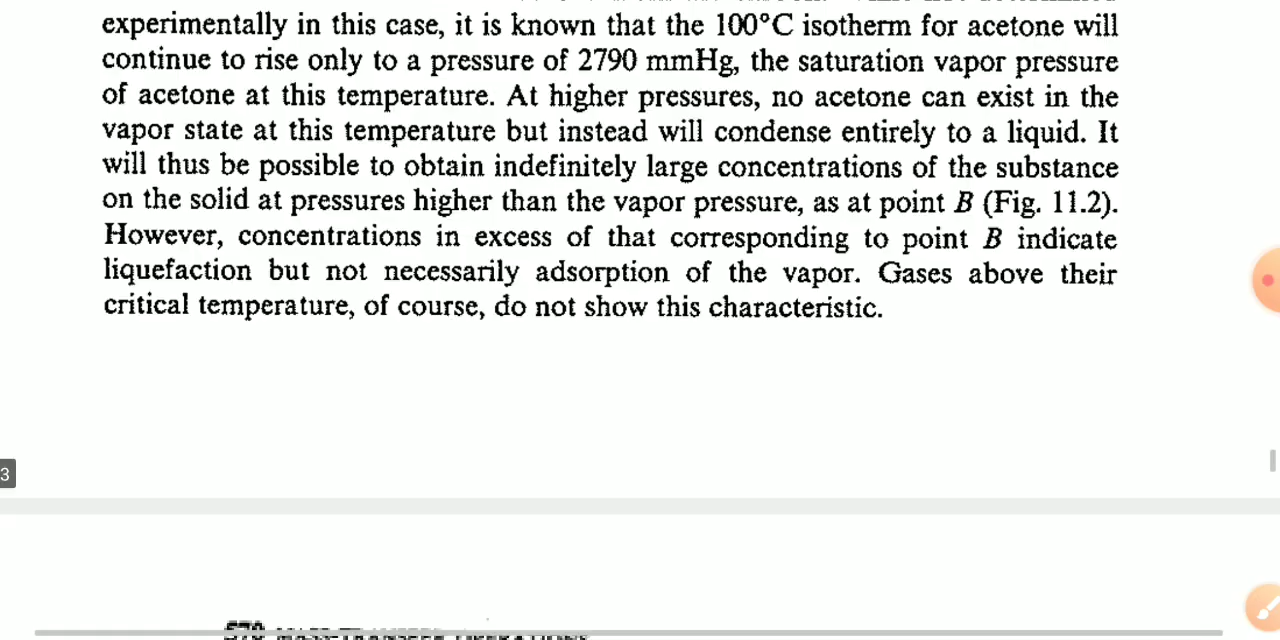 experimentally in this case, it is known that the 100°C isotherm for acetone will
continue to rise only to a pressure of 2790 mmHg, the saturation vapor pressure
of acetone at this temperature. At higher pressures, no acetone can exist in the
vapor state at this temperature but instead will condense entirely to a liquid. It
will thus be possible to obtain indefinitely large concentrations of the substance
on the solid at pressures higher than the vapor pressure, as at point B (Fig. 11.2).
However, concentrations in excess of that corresponding to point B indicate
liquefaction but not necessarily adsorption of the vapor. Gases above their
critical temperature, of course, do not show this characteristic.
3